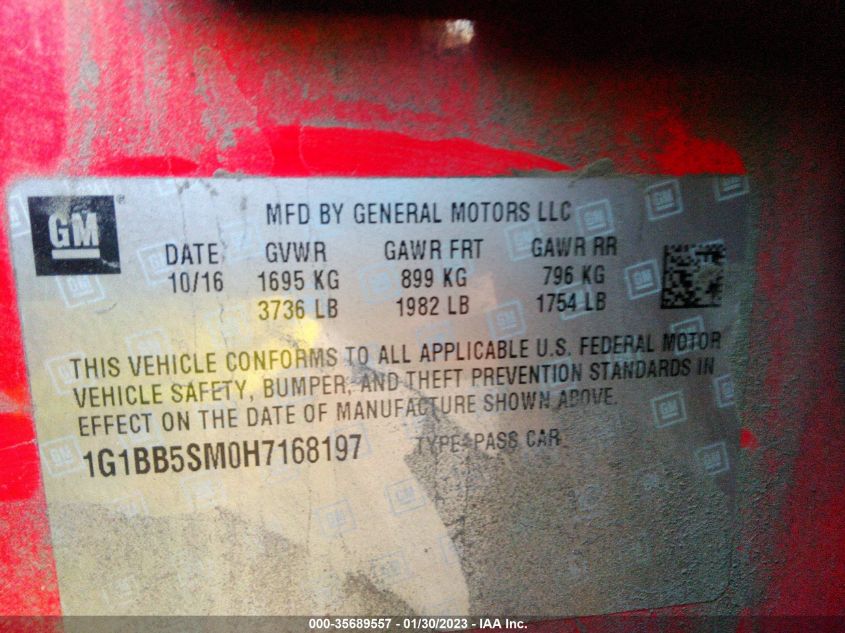 GM
MFD BY GENERAL MOTORS LLC
DATE GVWR GAWR FRT GAWR RR
10/16 1695 KG 899 KG 796 KG
3736 LB 1982 LB 1754 LB
THIS VEHICLE CONFORMS TO ALL APPLICABLE U.S. FEDERAL MOTOR
VEHICLE SAFETY, BUMPER, AND THEFT PREVENTION STANDARDS IN
EFFECT ON THE DATE OF MANUFACTURE SHOWN ABOVE.
1G1BB5SM0H7168197 TYPE: PASS CAR
000-35689557 - 01/30/2023 - IAA Inc.